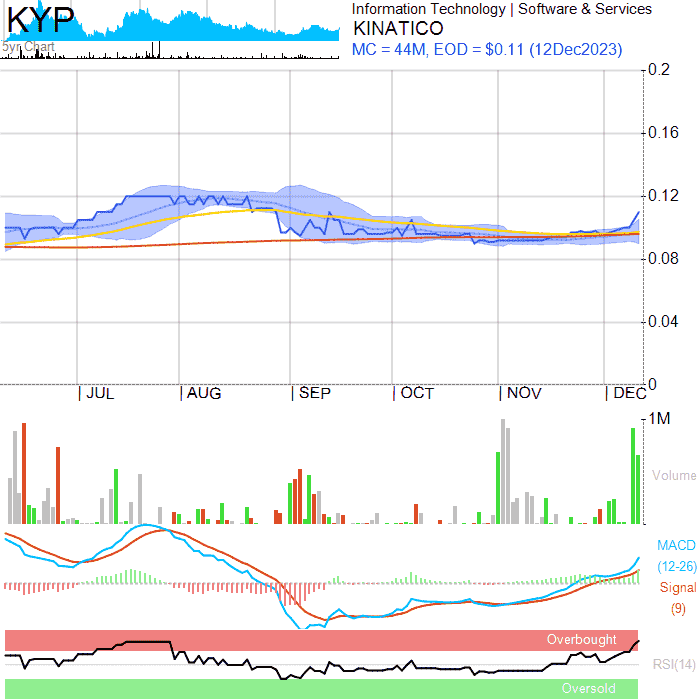 KYP
5yr Chart
Information Technology | Software & Services
KINATICO
MC = 44M, EOD = $0.11 (12Dec2023)
0.2
0.16
0.12
0.08
0.04
0
| JUL | AUG | SEP | OCT | NOV | DEC
1M
Volume
MACD
(12-26)
Signal
(9)
Overbought
RSI(14)
Oversold